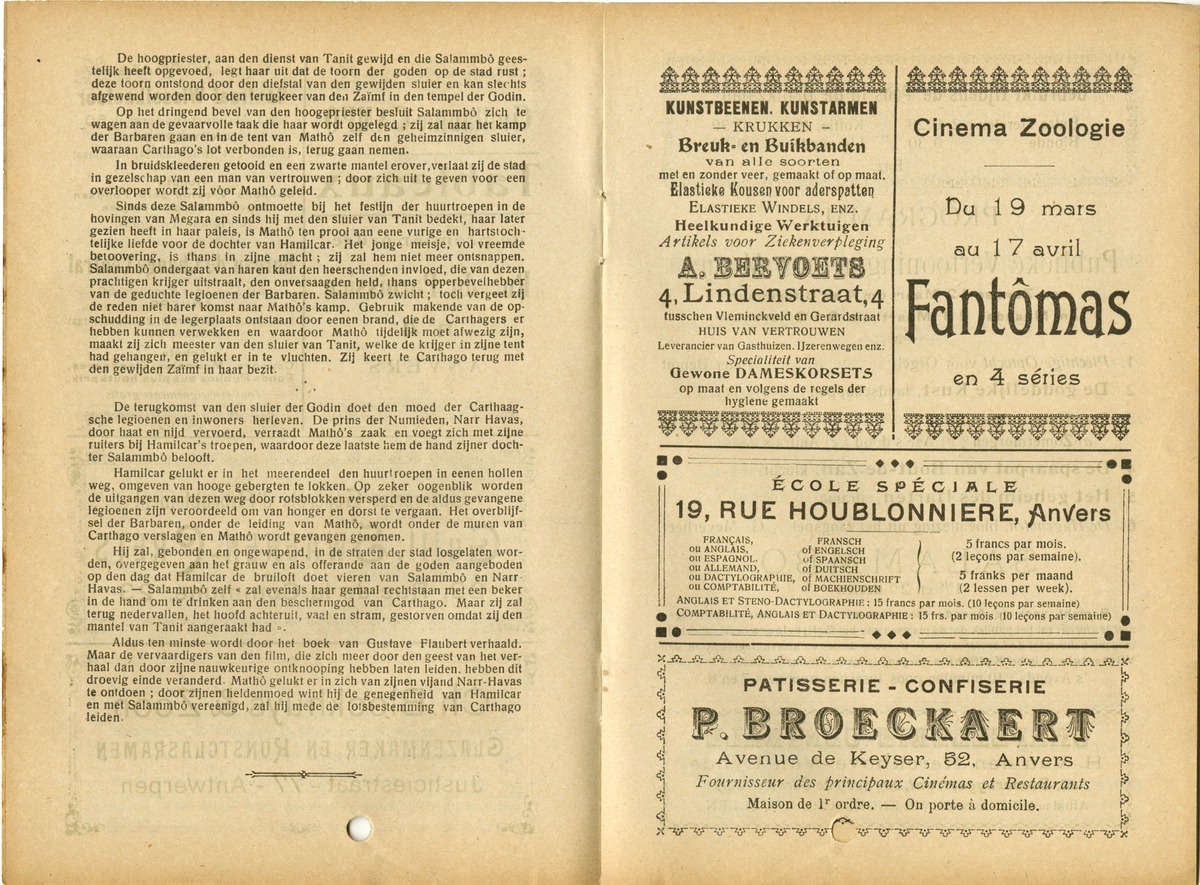 De hoogpriester, aan den dienst van Tanit gewijd en die Salammbô gees-
telijk heeft opgevoed, legt haar uit dat de toorn der goden op de stad rust ;
deze toorn ontstond door den diefstal van den gewijden sluier en kan slechts
afgewend worden door den terugkeer van den Zaïmf in den tempel der Godin.
Op het dringend bevel van den hoogepriester besluit Salammbô zich te
wagen aan de gevaarvolle taak die haar wordt opgelegd ; zij zal naar het kamp
der Barbaren gaan en in de tent van Mathô zelf den geheimzinnigen sluier,
waaraan Carthago's lot verbonden is, terug gaan nemen.
In bruidskleederen getooid en een zwarte mantel erover, verlaat zij de stad
in gezelschap van een man van vertrouwen ; door zich uit te geven voor een
overlooper wordt zij vóor Mathô geleid.
Sinds deze Salammbô ontmoette bij het festijn der huurtroepen in de
hovingen van Megara en sinds hij met den sluier van Tanit bedekt, haar later
gezien heeft in haar paleis, is Mathô ten prooi aan eene vurige en hartstoch-
telijke liefde voor de dochter van Hamilcar. Het jonge meisje, vol vreemde
betoovering, is thans in zijne macht ; zij zal hem niet meer ontsnappen.
Salammbô ondergaat van haren kant den heerschenden invloed, die van dezen
prachtigen krijger uitstraalt, den onversaagden held, thans opperbevelhebber
van de geduchte legioenen der Barbaren. Salammbô zwicht ; toch vergeet zij
de reden niet harer komst naar Mathô's kamp. Gebruik makende van de op-
schudding in de legerplaats ontstaan door eenen brand, die de Carthagers er
hebben kunnen verwekken en waardoor Mathô tijdelijk moet afwezig zijn,
maakt zij zich meester van den sluier van Tanit, welke de krijger in zijne tent
had gehangen, en gelukt er in te vluchten. Zij keert te Carthago terug met
den gewijden Zaïmf in haar bezit.
De terugkomst van den sluier der Godin doet den moed der Carthaag-
sche legioenen en inwoners herleven. De prins der Numieden, Narr Havas,
door haat en nijd vervoerd, verraadt Mathô's zaak en voegt zich met zijne
ruiters bij Hamilcar's troepen, waardoor deze laatste hem de hand zijner doch-
ter Salammbô belooft.
Hamilcar gelukt er in het meerendeel den huurtroepen in eenen hollen
weg, omgeven van hooge gebergten te lokken. Op zeker oogenblik worden
de uitgangen van dezen weg door rotsblokken versperd en de aldus gevangene
legioenen zijn veroordeeld om van honger en dorst te vergaan. Het overblijf-
sel der Barbaren, onder de leiding van Mathô, wordt onder de muren van
Carthago verslagen en Mathô wordt gevangen genomen.
Hij zal, gebonden en ongewapend, in de straten der stad losgelaten wor-
den, overgegeven aan het grauw en als offerande aan de goden aangeboden
op den dag dat Hamilcar de bruiloft doet vieren van Salammbô en Narr
Havas. — Salammbô zelf « zal evenals haar gemaal rechtstaan met een beker
in de hand om te drinken aan den beschermgod van Carthago. Maar zij zal
terug nedervallen, het hoofd achteruit, vaal en stram, gestorven omdat zij den
mantel van Tanit aangeraakt had ».
Aldus ten minste wordt door het boek van Gustave Flaubert verhaald.
Maar de vervaardigers van den film, die zich meer door den geest van het ver-
haal dan door zijne nauwkeurige ontknooping hebben laten leiden, hebben dit
droevig einde veranderd. Mathô gelukt er in zich van zijnen vijand Narr-Havas
te ontdoen ; door zijnen heldenmoed wint hij de genegenheid van Hamilcar
en met Salammbô vereenigd, zal hij mede de lotsbestemming van Carthago
leiden.
KUNSTBEENEN. KUNSTARMEN
— KRUKKEN —
Breuk- en Buikbanden
van alle soorten
met en zonder veer, gemaakt of op maat.
Elastieke Kousen voor aderspatten
ELASTIEKE WINDELS, ENZ.
Heelkundige Werktuigen
Artikels voor Ziekenverpleging
A. BERVOETS
4, Lindenstraat, 4
tusschen Vleminckveld en Gerardstraat
HUIS VAN VERTROUWEN
Leverancier van Gasthuizen. IJzerenwegen enz.
Specialiteit van
Gewone DAMESKORSETS
op maat en volgens de regels der
hygiene gemaakt
Cinema Zoologie
Du 19 mars
au 17 avril
Fantômas
en 4 séries
ÉCOLE SPÉCIALE
19, RUE HOUBLONNIERE, Anvers
FRANÇAIS, FRANSCH
ou ANGLAIS, of ENGELSCH
ou ESPAGNOL. of SPAANSCH
ou ALLEMAND, of DUITSCH
ou DACTYLOGRAPHIE, of MACHIENSCHRIFT
ou COMPTABILITÉ, of BOEKHOUDEN
5 francs par mois.
(2 leçons par semaine).
5 franks per maand
(2 lessen per week).
ANGLAIS ET STENO-DACTYLOGRAPHIE : 15 francs par mois. (10 leçons par semaine)
COMPTABILITÉ, ANGLAIS ET DACTYLOGRAPHIE : 15 frs. par mois (10 leçons par semaine)
PATISSERIE - CONFISERIE
P. BROECKAERT
Avenue de Keyser, 52, Anvers
Fournisseur des principaux Cinémas et Restaurants
Maison de 1r ordre. — On porte à domicile.